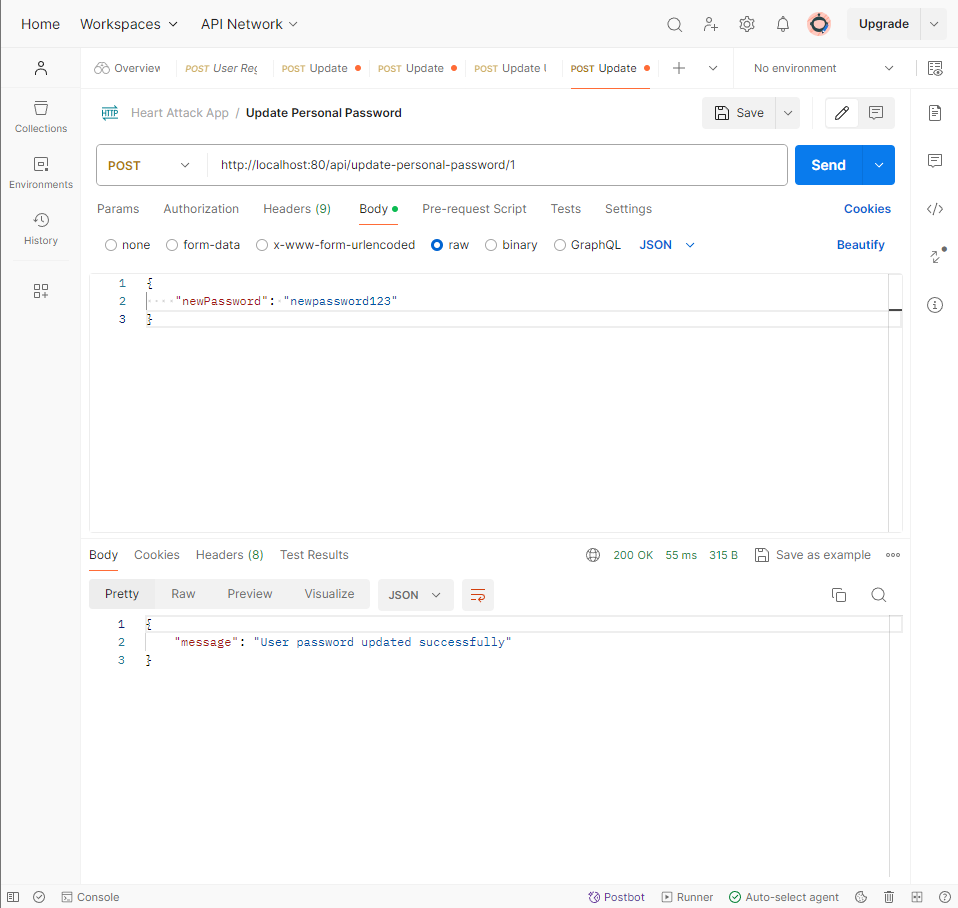 Home Workspaces API Network Upgrade
Overview POST User Reg POST Update POST Update POST Update POST Update No environment
Collections
Environments
History
HTTP Heart Attack App / Update Personal Password Save
POST http://localhost:80/api/update-personal-password/1 Send
Params Authorization Headers (9) Body Pre-request Script Tests Settings Cookies
none form-data x-www-form-urlencoded raw binary GraphQL JSON Beautify
1 {
2 "newPassword": "newpassword123"
3 }
Body Cookies Headers (8) Test Results 200 OK 55 ms 315 B Save as example
Pretty Raw Preview Visualize JSON
1 {
2 "message": "User password updated successfully"
3 }
Console Postbot Runner Auto-select agent